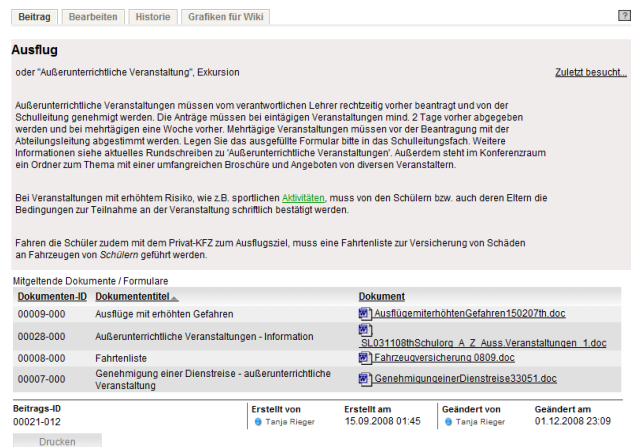 Beitrag Bearbeiten Historie Grafiken für Wiki ?
Ausflug
oder "Außerunterrichtliche Veranstaltung", Exkursion Zuletzt besucht...
Außerunterrichtliche Veranstaltungen müssen vom verantwortlichen Lehrer rechtzeitig vorher beantragt und von der
Schulleitung genehmigt werden. Die Anträge müssen bei eintägigen Veranstaltungen mind. 2 Tage vorher abgegeben
werden und bei mehrtägigen eine Woche vorher. Mehrtägige Veranstaltungen müssen vor der Beantragung mit der
Abteilungsleitung abgestimmt werden. Legen Sie das ausgefüllte Formular bitte in das Schulleitungsfach. Weitere
Informationen siehe aktuelles Rundschreiben zu 'Außerunterrichtliche Veranstaltungen'. Außerdem steht im Konferenzraum
ein Ordner zum Thema mit einer umfangreichen Broschüre und Angeboten von diversen Veranstaltern.
Bei Veranstaltungen mit erhöhtem Risiko, wie z.B. sportlichen Aktivitäten, muss von den Schülern bzw. auch deren Eltern die
Bedingungen zur Teilnahme an der Veranstaltung schriftlich bestätigt werden.
Fahren die Schüler zudem mit dem Privat-KFZ zum Ausflugsziel, muss eine Fahrtenliste zur Versicherung von Schäden
an Fahrzeugen von Schülern geführt werden.
Mitgeltende Dokumente / Formulare
Dokumenten-ID Dokumententitel Dokument
00009-000 Ausflüge mit erhöhten Gefahren AusflügemiterhöhtenGefahren150207th.doc
00028-000 Außerunterrichtliche Veranstaltungen - Information SL031108thSchulorg_A_Z_Auss.Veranstaltungen_1.doc
00008-000 Fahrtenliste Fahrzeugversicherung 0809.doc
00007-000 Genehmigung einer Dienstreise - außerunterrichtliche
Veranstaltung GenehmigungeinerDienstreise33051.doc
Beitrags-ID Erstellt von Erstellt am Geändert von Geändert am
00021-012 Tanja Rieger 15.09.2008 01:45 Tanja Rieger 01.12.2008 23:09
Drucken